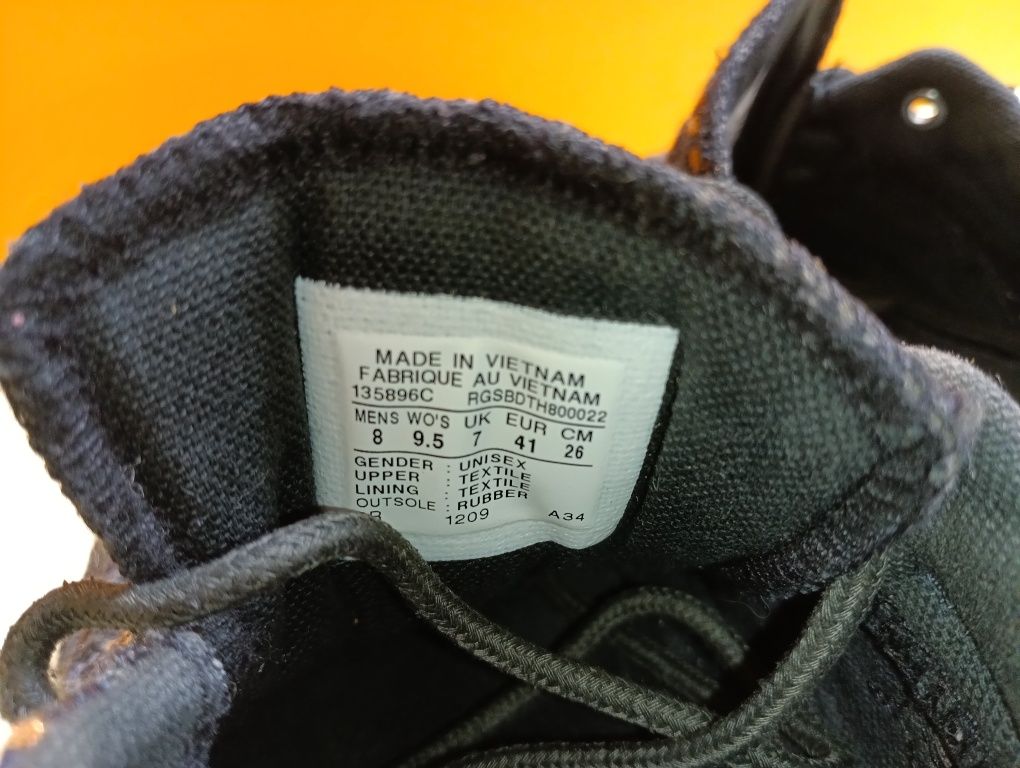 MADE IN VIETNAM
FABRIQUE AU VIETNAM
135896C RGSBDTH800022
MENS WO'S UK EUR CM
8 9.5 7 41 26
GENDER : UNISEX
UPPER : TEXTILE
LINING : TEXTILE
OUTSOLE : RUBBER
1209 A34